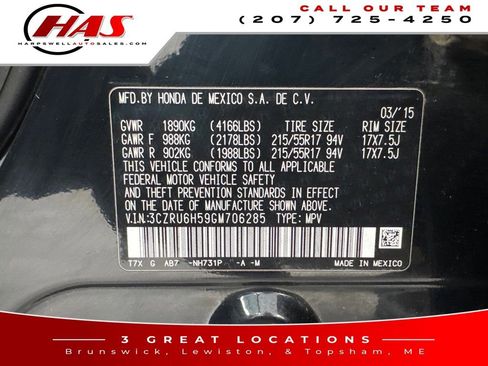 HAS
HARPSWELLAUTOSALES.COM
CALL OUR TEAM
(207) 725-4250
MFD.BY HONDA DE MEXICO S.A. DE C.V.
03/'15
GVWR 1890KG (4166LBS) TIRE SIZE RIM SIZE
GAWR F 988KG (2178LBS) 215/55R17 94V 17X7.5J
GAWR R 902KG (1988LBS) 215/55R17 94V 17X7.5J
THIS VEHICLE CONFORMS TO ALL APPLICABLE
FEDERAL MOTOR VEHICLE SAFETY
AND THEFT PREVENTION STANDARDS IN EFFECT
ON THE DATE OF MANUFACTURE SHOWN ABOVE.
V.I.N:3CZRU6H59GM706285 TYPE: MPV
T7X G AB7 -NH731P -A -M MADE IN MEXICO
3 GREAT LOCATIONS
Brunswick, Lewiston, & Topsham, ME